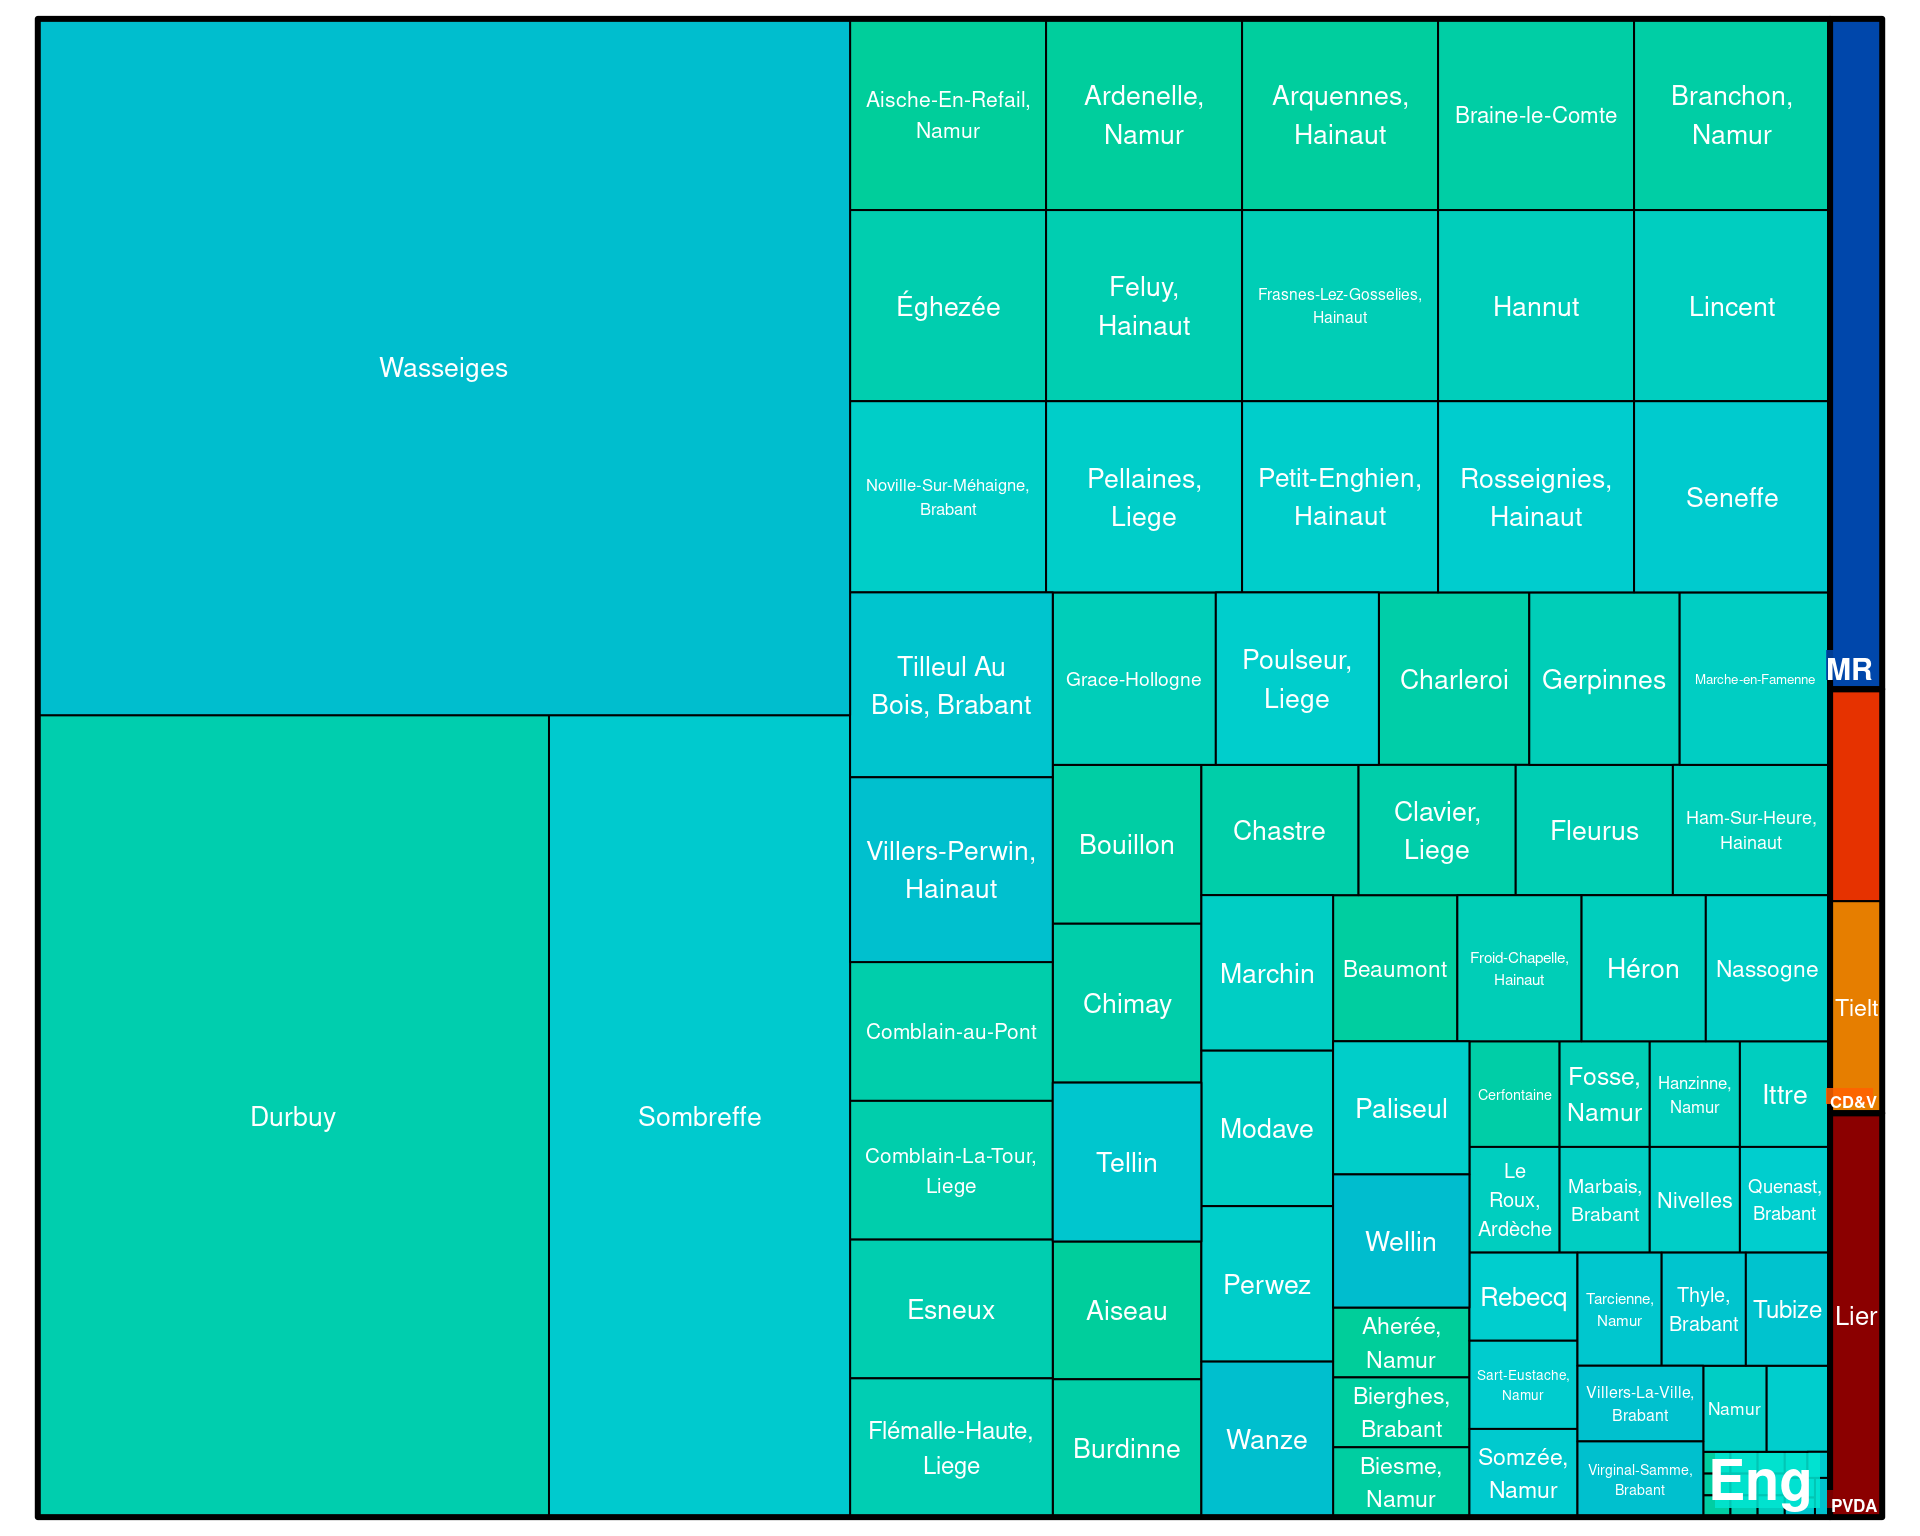 Wasseiges
Durbuy
Sombreffe
Aische-En-Refail,
Namur
Ardenelle,
Namur
Arquennes,
Hainaut
Braine-le-Comte
Branchon,
Namur
Éghezée
Feluy,
Hainaut
Frasnes-Lez-Gosselies,
Hainaut
Hannut
Lincent
Noville-Sur-Méhaigne,
Brabant
Pellaines,
Liege
Petit-Enghien,
Hainaut
Rosseignies,
Hainaut
Seneffe
Tilleul Au
Bois, Brabant
Villers-Perwin,
Hainaut
Comblain-au-Pont
Comblain-La-Tour,
Liege
Esneux
Flémalle-Haute,
Liege
Grace-Hollogne
Poulseur,
Liege
Charleroi
Gerpinnes
Marche-en-Famenne
Bouillon
Chimay
Tellin
Aiseau
Burdinne
Chastre
Clavier,
Liege
Fleurus
Ham-Sur-Heure,
Hainaut
Marchin
Modave
Perwez
Wanze
Beaumont
Froid-Chapelle,
Hainaut
Héron
Nassogne
Paliseul
Wellin
Aherée,
Namur
Bierghes,
Brabant
Biesme,
Namur
Cerfontaine
Fosse,
Namur
Hanzinne,
Namur
Ittre
Le
Roux,
Ardèche
Marbais,
Brabant
Nivelles
Quenast,
Brabant
Rebecq
Sart-Eustache,
Namur
Somzée,
Namur
Tarcienne,
Namur
Thyle,
Brabant
Tubize
Villers-La-Ville,
Brabant
Virginal-Samme,
Brabant
Namur
Eng
MR
Tielt
CD&V
Lier
PVDA